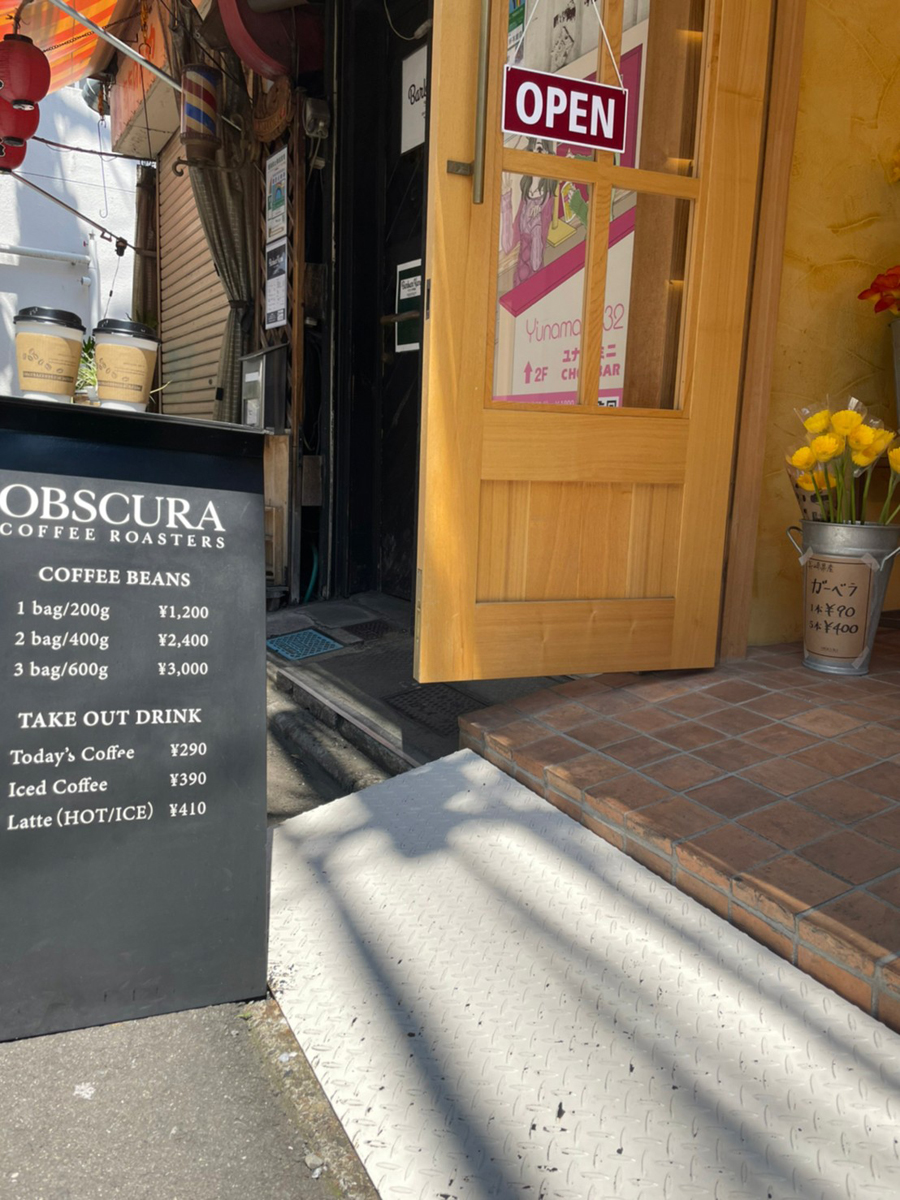 OPEN
Yunamo 32
2F
OBSCURA
COFFEE ROASTERS
COFFEE BEANS
1 bag/200g ¥1,200
2 bag/400g ¥2,400
3 bag/600g ¥3,000
TAKE OUT DRINK
Today's Coffee ¥290
Iced Coffee ¥390
Latte (HOT/ICE) ¥410
ガーベラ
1本¥90
5本¥400